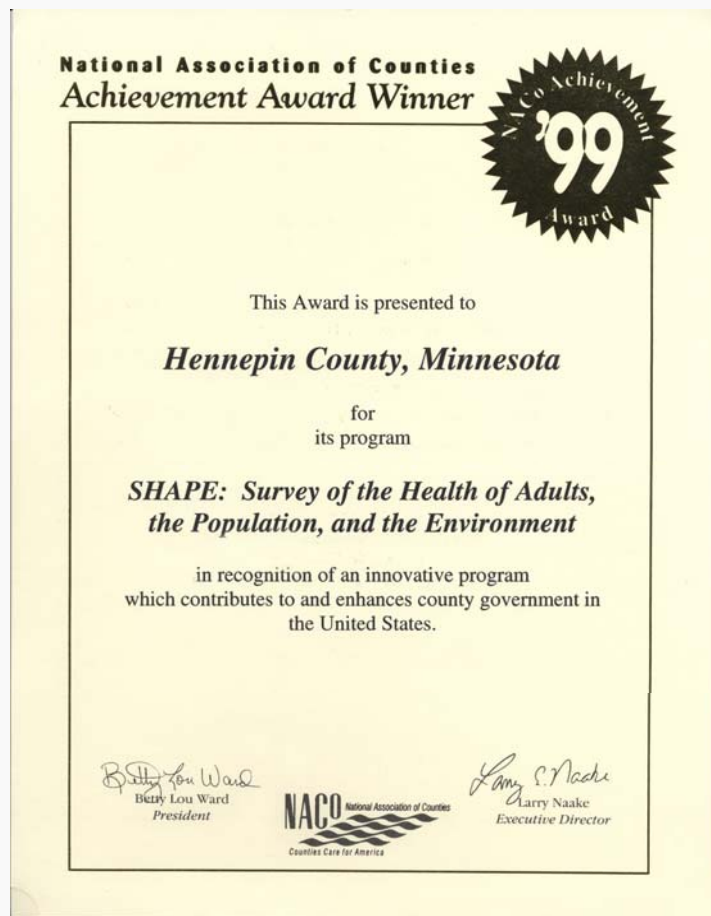 National Association of Counties
Achievement Award Winner
NACo Achievement
'99
Award
This Award is presented to
Hennepin County, Minnesota
for
its program
SHAPE: Survey of the Health of Adults,
the Population, and the Environment
in recognition of an innovative program
which contributes to and enhances county government in
the United States.
Betty Lou Ward
Betty Lou Ward
President
NACO National Association of Counties
Counties Care for America
Larry E. Naake
Larry Naake
Executive Director